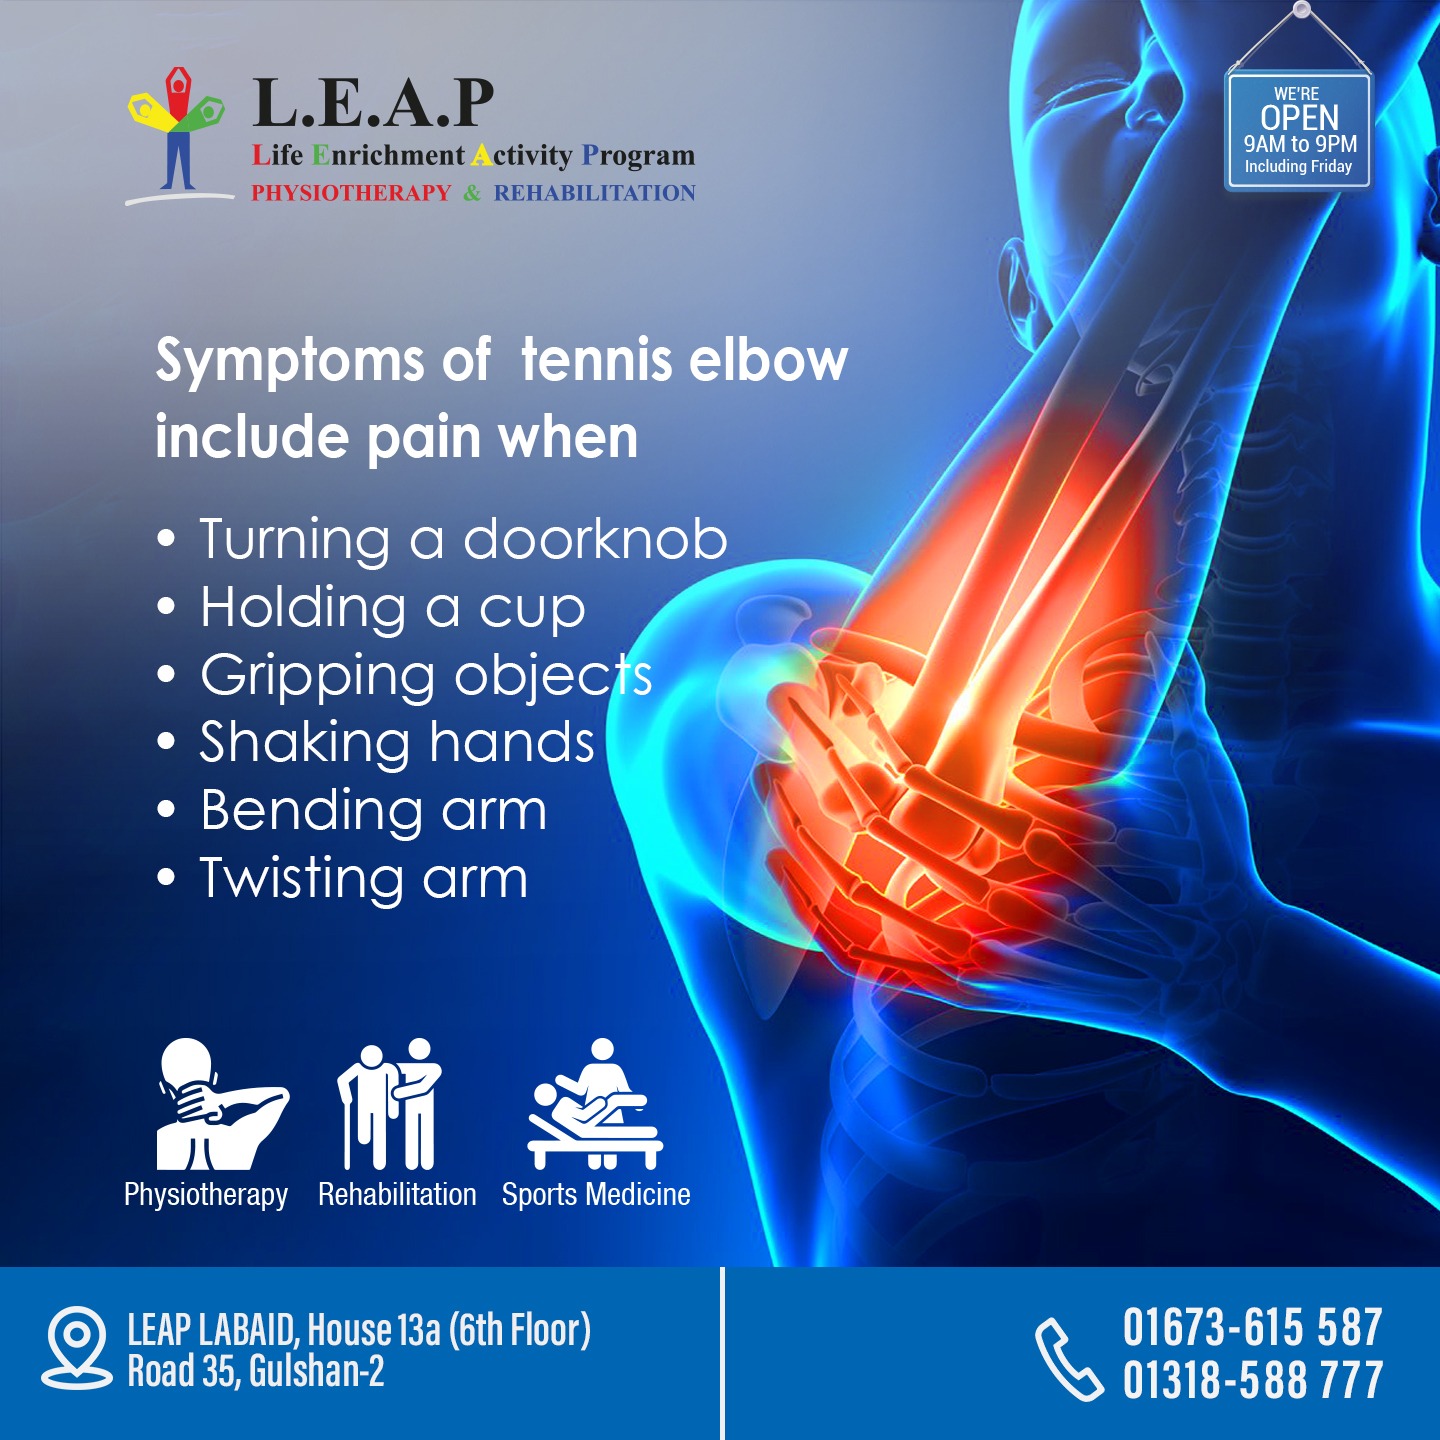 L.E.A.P
Life Enrichment Activity Program
PHYSIOTHERAPY & REHABILITATION
WE'RE
OPEN
9AM to 9PM
Including Friday
Symptoms of tennis elbow
include pain when
• Turning a doorknob
• Holding a cup
• Gripping objects
• Shaking hands
• Bending arm
• Twisting arm
Physiotherapy
Rehabilitation
Sports Medicine
LEAP LABAID, House 13a (6th Floor)
Road 35, Gulshan-2
01673-615 587
01318-588 777